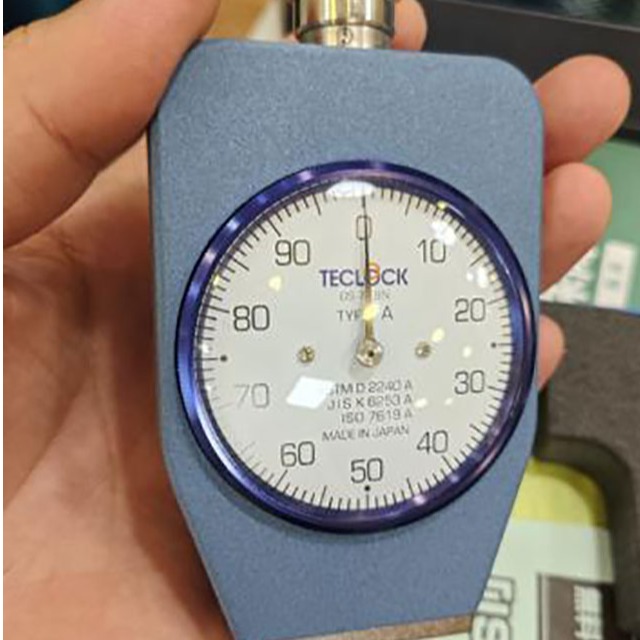 0
90 10
TECLOCK
TYPE A
80 20
70 30
ASTM D 2240 A
JIS K 6253 A
ISO 7619 A
MADE IN JAPAN
60 40
50